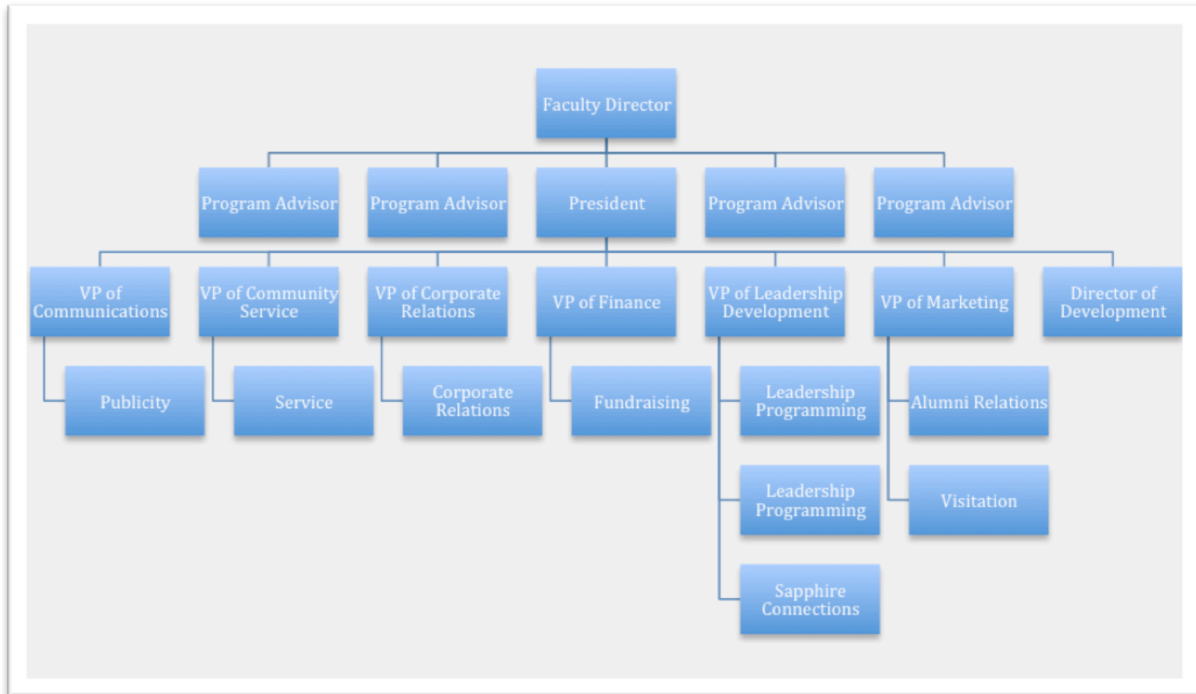 Faculty Director
Program Advisor
Program Advisor
President
Program Advisor
Program Advisor
VP of
Communications
VP of Community
Service
VP of Corporate
Relations
VP of Finance
VP of Leadership
Development
VP of Marketing
Director of
Development
Publicity
Service
Corporate
Relations
Fundraising
Leadership
Programming
Alumni Relations
Leadership
Programming
Visitation
Sapphire
Connections